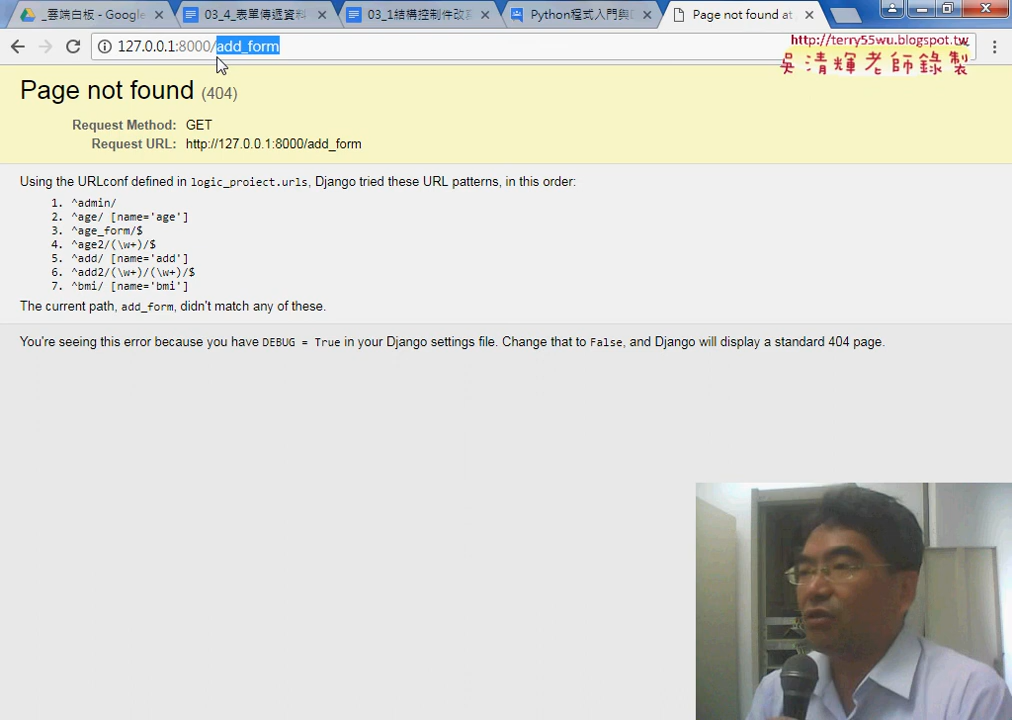 _雲端白板 - Google
03_4_表單傳遞資料
03_1結構控制件改
Python程式入門與
Page not found at
127.0.0.1:8000/add_form
http://terry55wu.blogspot.tw
吳清輝老師錄製
Page not found (404)
Request Method: GET
Request URL: http://127.0.0.1:8000/add_form
Using the URLconf defined in logic_proiect.urls, Django tried these URL patterns, in this order:
1. ^admin/
2. ^age/ [name='age']
3. ^age_form/$
4. ^age2/(\w+)/$
5. ^add/ [name='add']
6. ^add2/(\w+)/(\w+)/$
7. ^bmi/ [name='bmi']
The current path, add_form, didn't match any of these.
You're seeing this error because you have DEBUG = True in your Django settings file. Change that to False, and Django will display a standard 404 page.